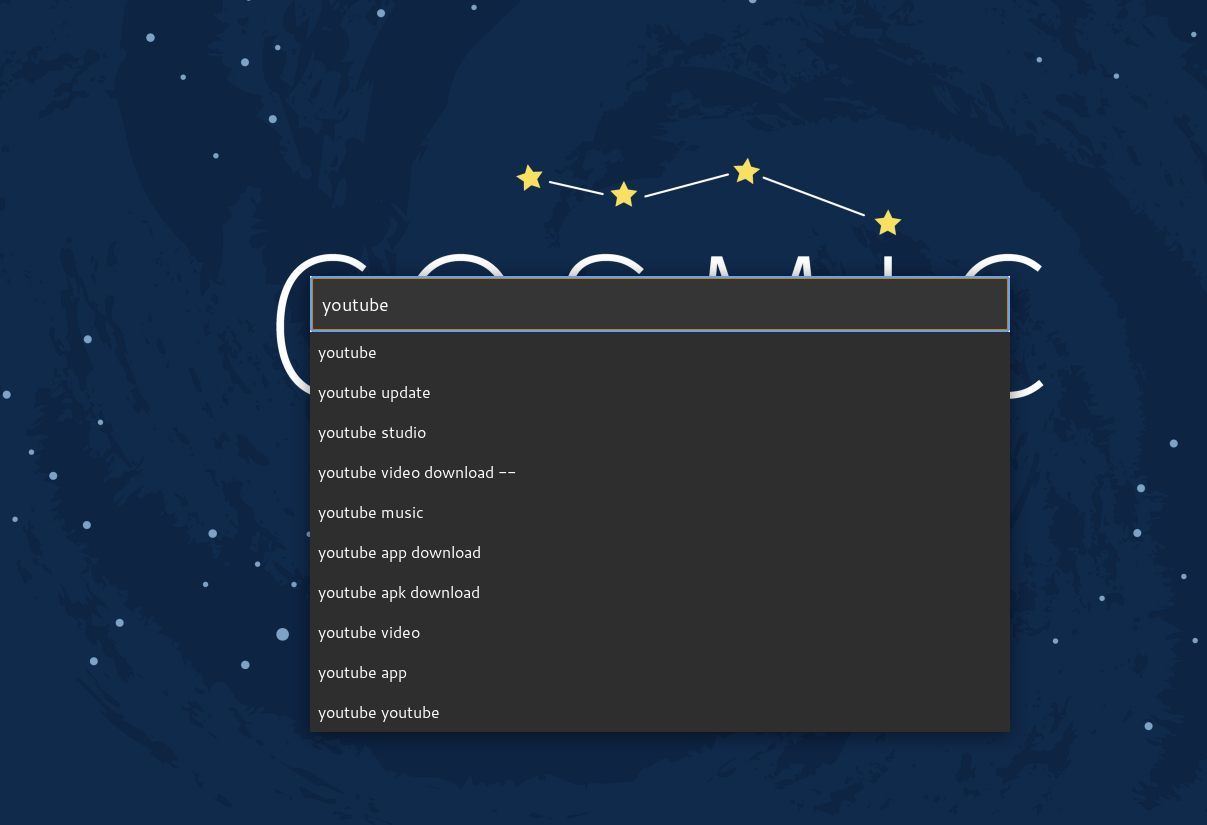 COSMIC
youtube
youtube
youtube update
youtube studio
youtube video download --
youtube music
youtube app download
youtube apk download
youtube video
youtube app
youtube youtube